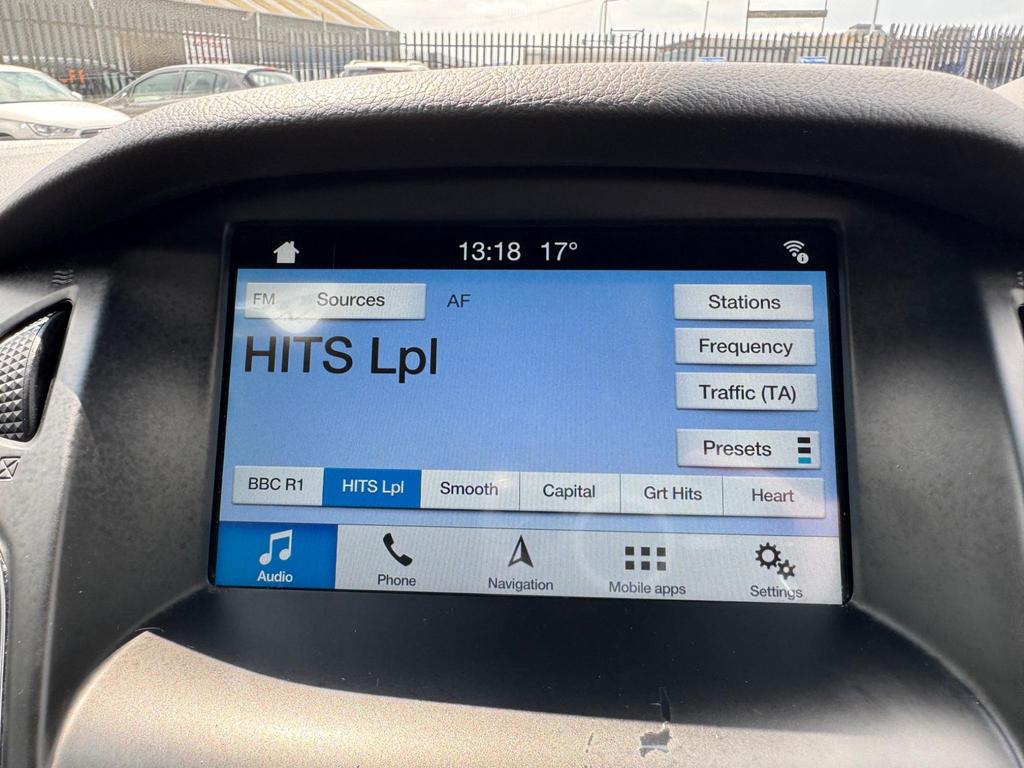 13:18 17°
FM Sources AF Stations
HITS Lpl
Frequency
Traffic (TA)
Presets
BBC R1 HITS Lpl Smooth Capital Grt Hits Heart
Audio Phone Navigation Mobile apps Settings